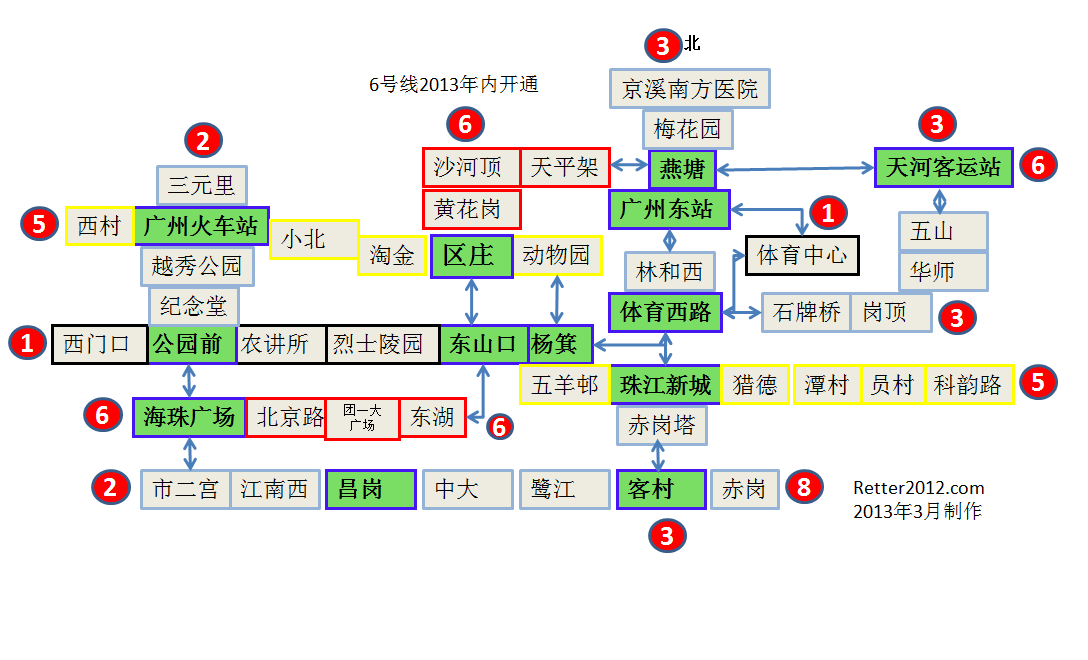 3 北
京溪南方医院
6号线2013年内开通
6
梅花园
3
2
沙河顶 天平架
燕塘
天河客运站 6
三元里
黄花岗
广州东站
1
5 西村 广州火车站
小北
淘金
区庄
动物园
体育中心
五山
越秀公园
林和西
华师
纪念堂
体育西路
石牌桥 岗顶 3
1 西门口 公园前 农讲所 烈士陵园 东山口 杨箕
五羊邨 珠江新城 猎德 潭村 员村 科韵路 5
6 海珠广场 北京路
团一大
广场
东湖 6
赤岗塔
2 市二宫 江南西 昌岗 中大 鹭江 客村 赤岗 8
Retter2012.com
2013年3月制作
3